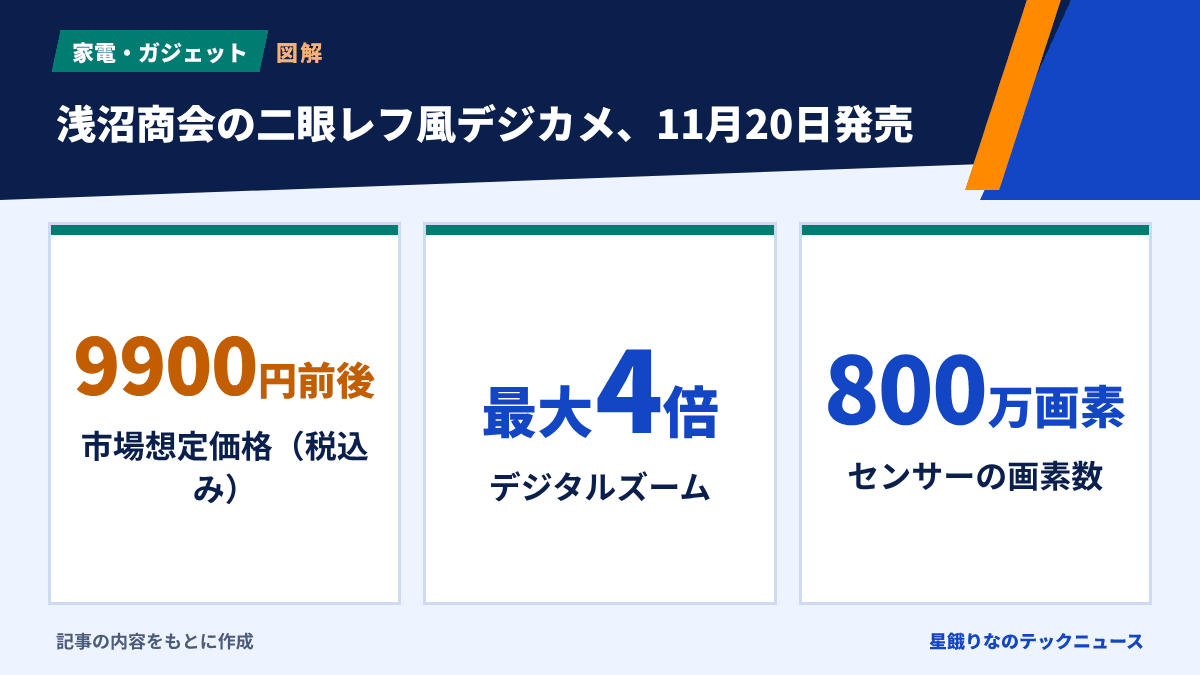 家電・ガジェット 図解
浅沼商会の二眼レフ風デジカメ、11月20日発売
9900円前後
市場想定価格（税込
み）
最大4倍
デジタルズーム
800万画素
センサーの画素数
記事の内容をもとに作成
星餓りなのテックニュース